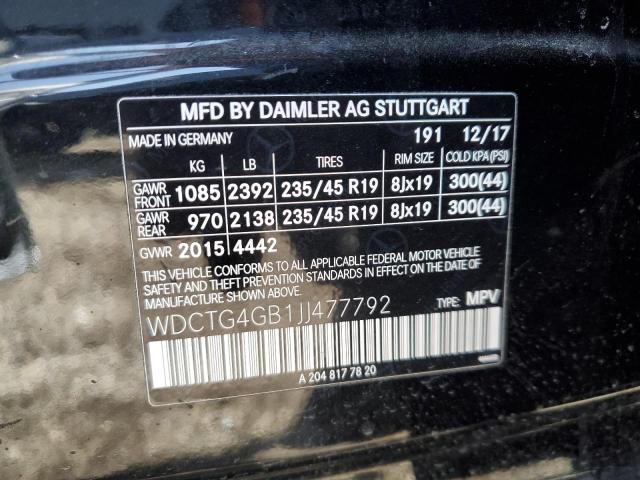 MFD BY DAIMLER AG STUTTGART
MADE IN GERMANY 191 12/17
KG LB TIRES RIM SIZE COLD KPA(PSI)
GAWR FRONT 1085 2392 235/45 R19 8Jx19 300(44)
GAWR REAR 970 2138 235/45 R19 8Jx19 300(44)
GVWR 2015 4442
THIS VEHICLE CONFORMS TO ALL APPLICABLE FEDERAL MOTOR VEHICLE
SAFETY AND THEFT PREVENTION STANDARDS IN EFFECT ON THE DATE OF
MANUFACTURE SHOWN ABOVE.
WDCTG4GB1JJ477792 TYPE: MPV
A 204 817 78 20